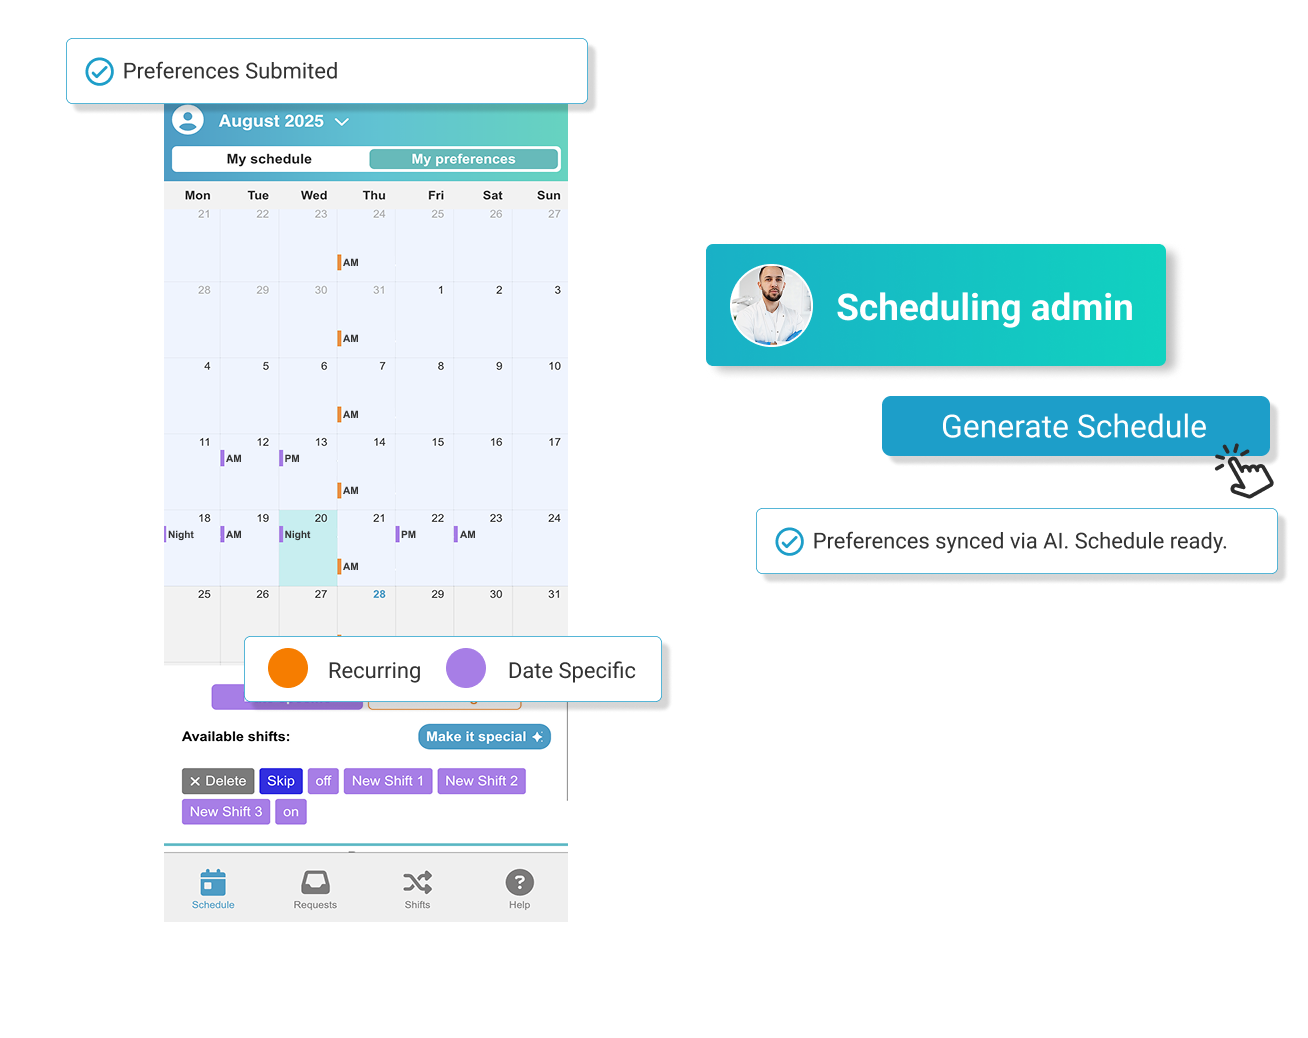 Preferences Submited
August 2025
My schedule My preferences
Mon Tue Wed Thu Fri Sat Sun
21 22 23 24 25 26 27
AM
28 29 30 31 1 2 3
AM
4 5 6 7 8 9 10
AM
11 12 13 14 15 16 17
AM PM
AM
18 19 20 21 22 23 24
Night AM Night PM AM
AM
25 26 27 28 29 30 31
Recurring Date Specific
Available shifts: Make it special
Delete Skip off New Shift 1 New Shift 2
New Shift 3 on
Schedule Requests Shifts Help
Scheduling admin
Generate Schedule
Preferences synced via AI. Schedule ready.